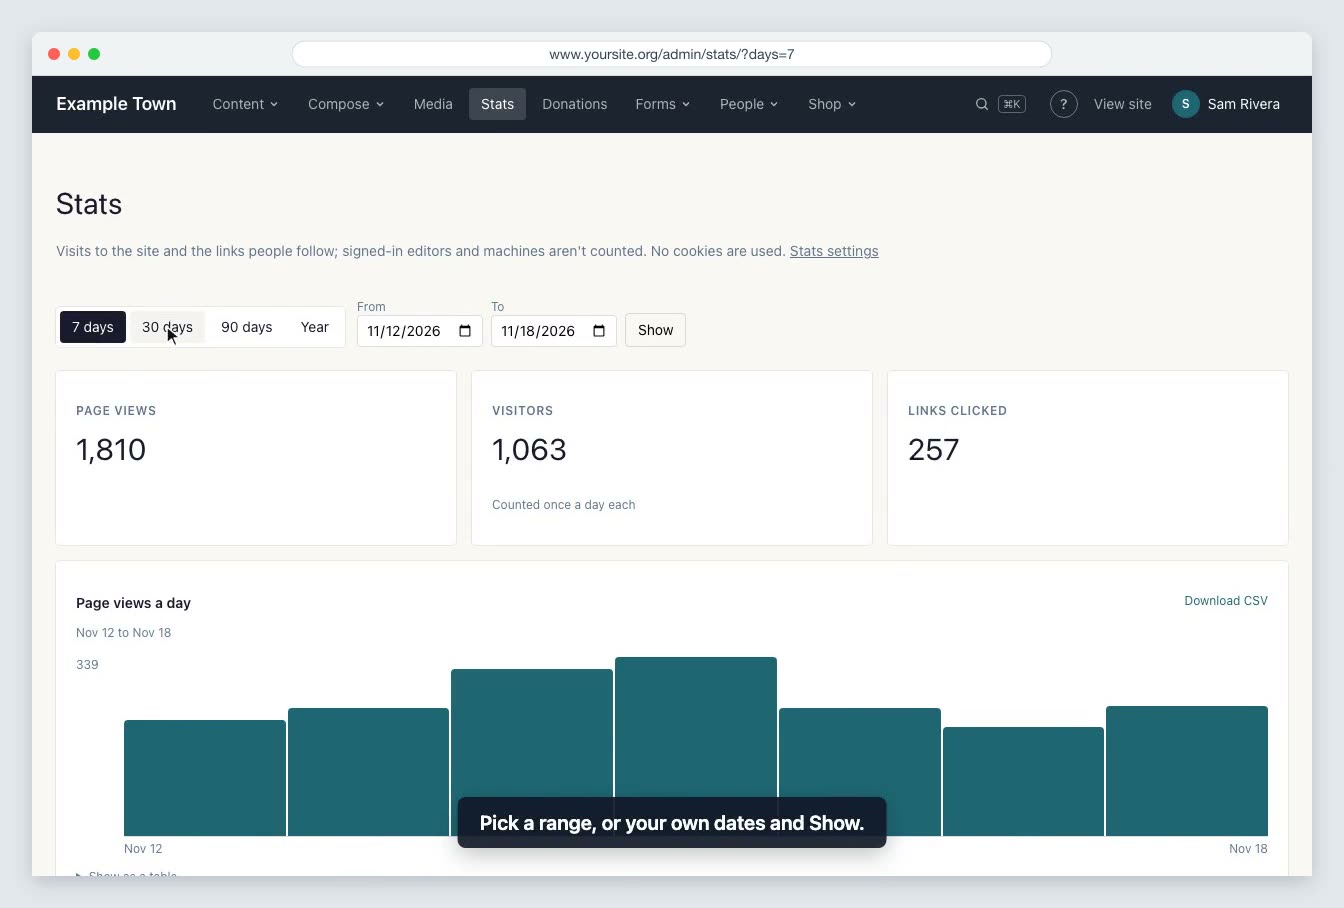 www.yoursite.org/admin/stats/?days=7
Example Town Content Compose Media Stats Donations Forms People Shop ⌘K ? View site S Sam Rivera
Stats
Visits to the site and the links people follow; signed-in editors and machines aren't counted. No cookies are used. Stats settings
From To
7 days 30 days 90 days Year 11/12/2026 11/18/2026 Show
PAGE VIEWS VISITORS LINKS CLICKED
1,810 1,063 257
Counted once a day each
Page views a day Download CSV
Nov 12 to Nov 18
339
Pick a range, or your own dates and Show.
Nov 12 Nov 18
Show as a table